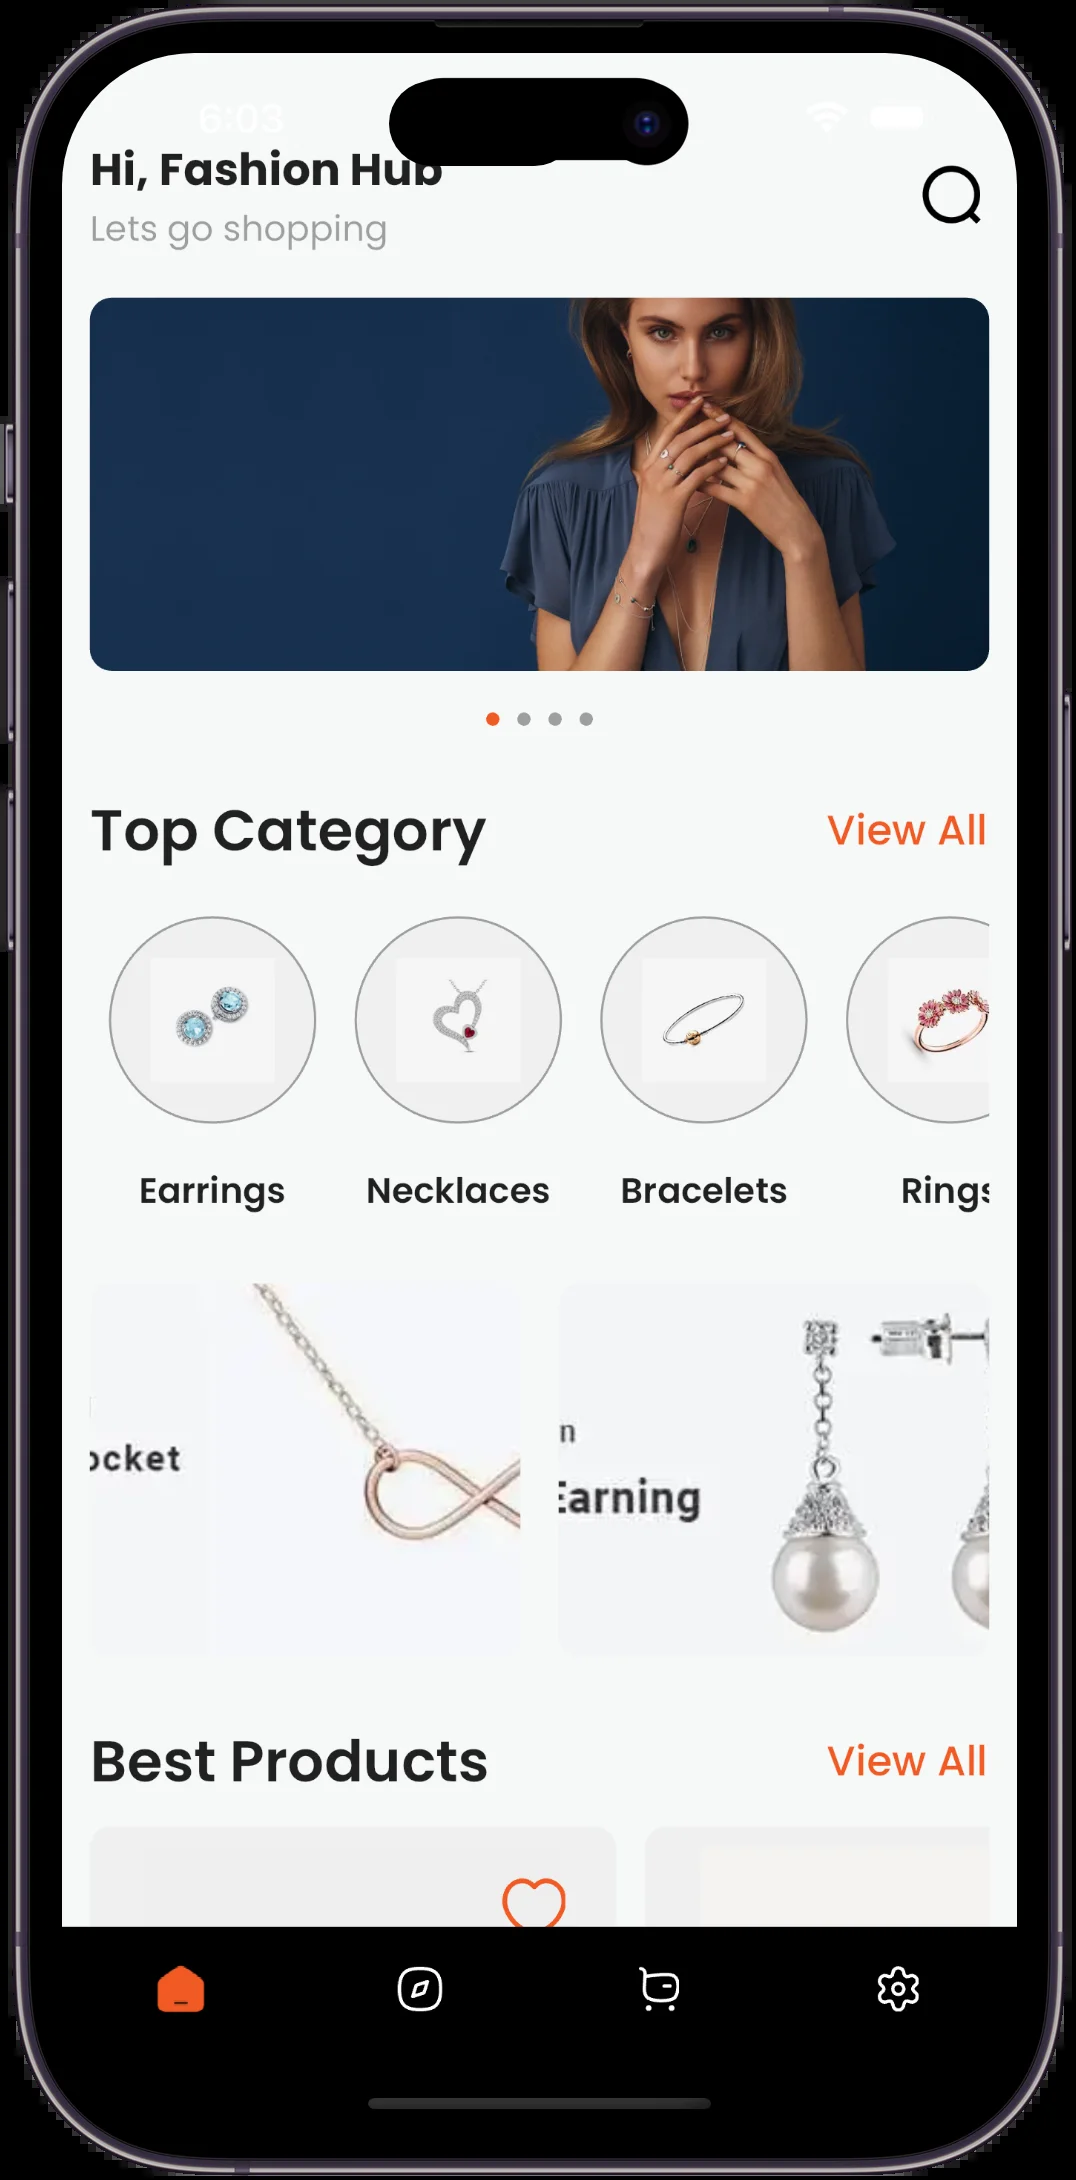 6:03
Hi, Fashion Hub
Lets go shopping
Top Category
View All
Earrings
Necklaces
Bracelets
Rings
ocket
n
Earning
Best Products
View All